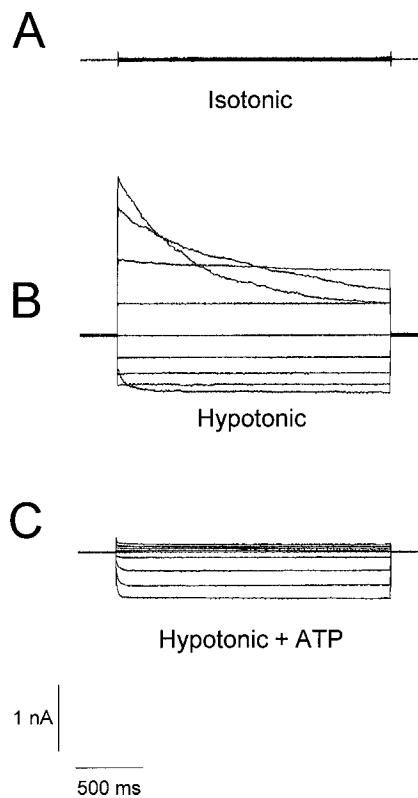 A
Isotonic
B
Hypotonic
C
Hypotonic + ATP
1 nA
500 ms